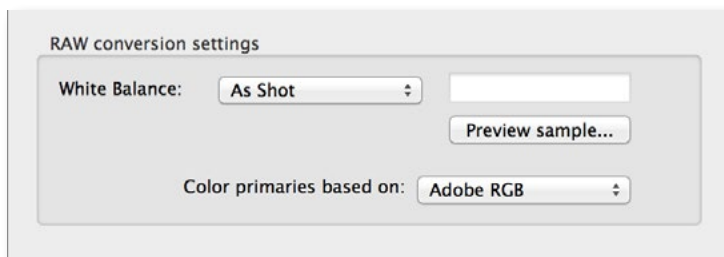 RAW conversion settings
White Balance: As Shot
Preview sample...
Color primaries based on: Adobe RGB